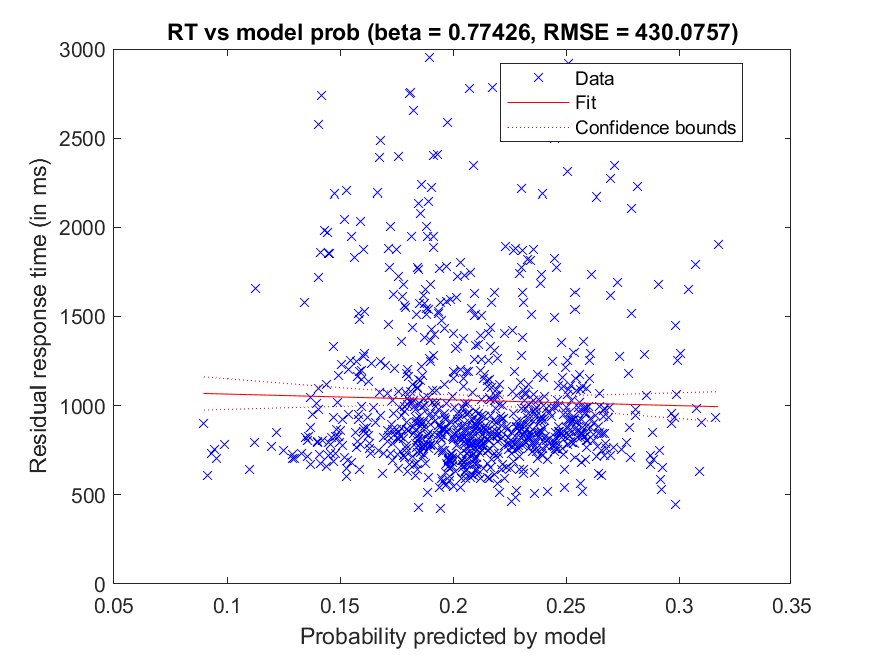 RT vs model prob (beta = 0.77426, RMSE = 430.0757)
3000
2500
2000
1500
1000
500
0
Residual response time (in ms)
Data
Fit
Confidence bounds
0.05
0.1
0.15
0.2
0.25
0.3
0.35
Probability predicted by model